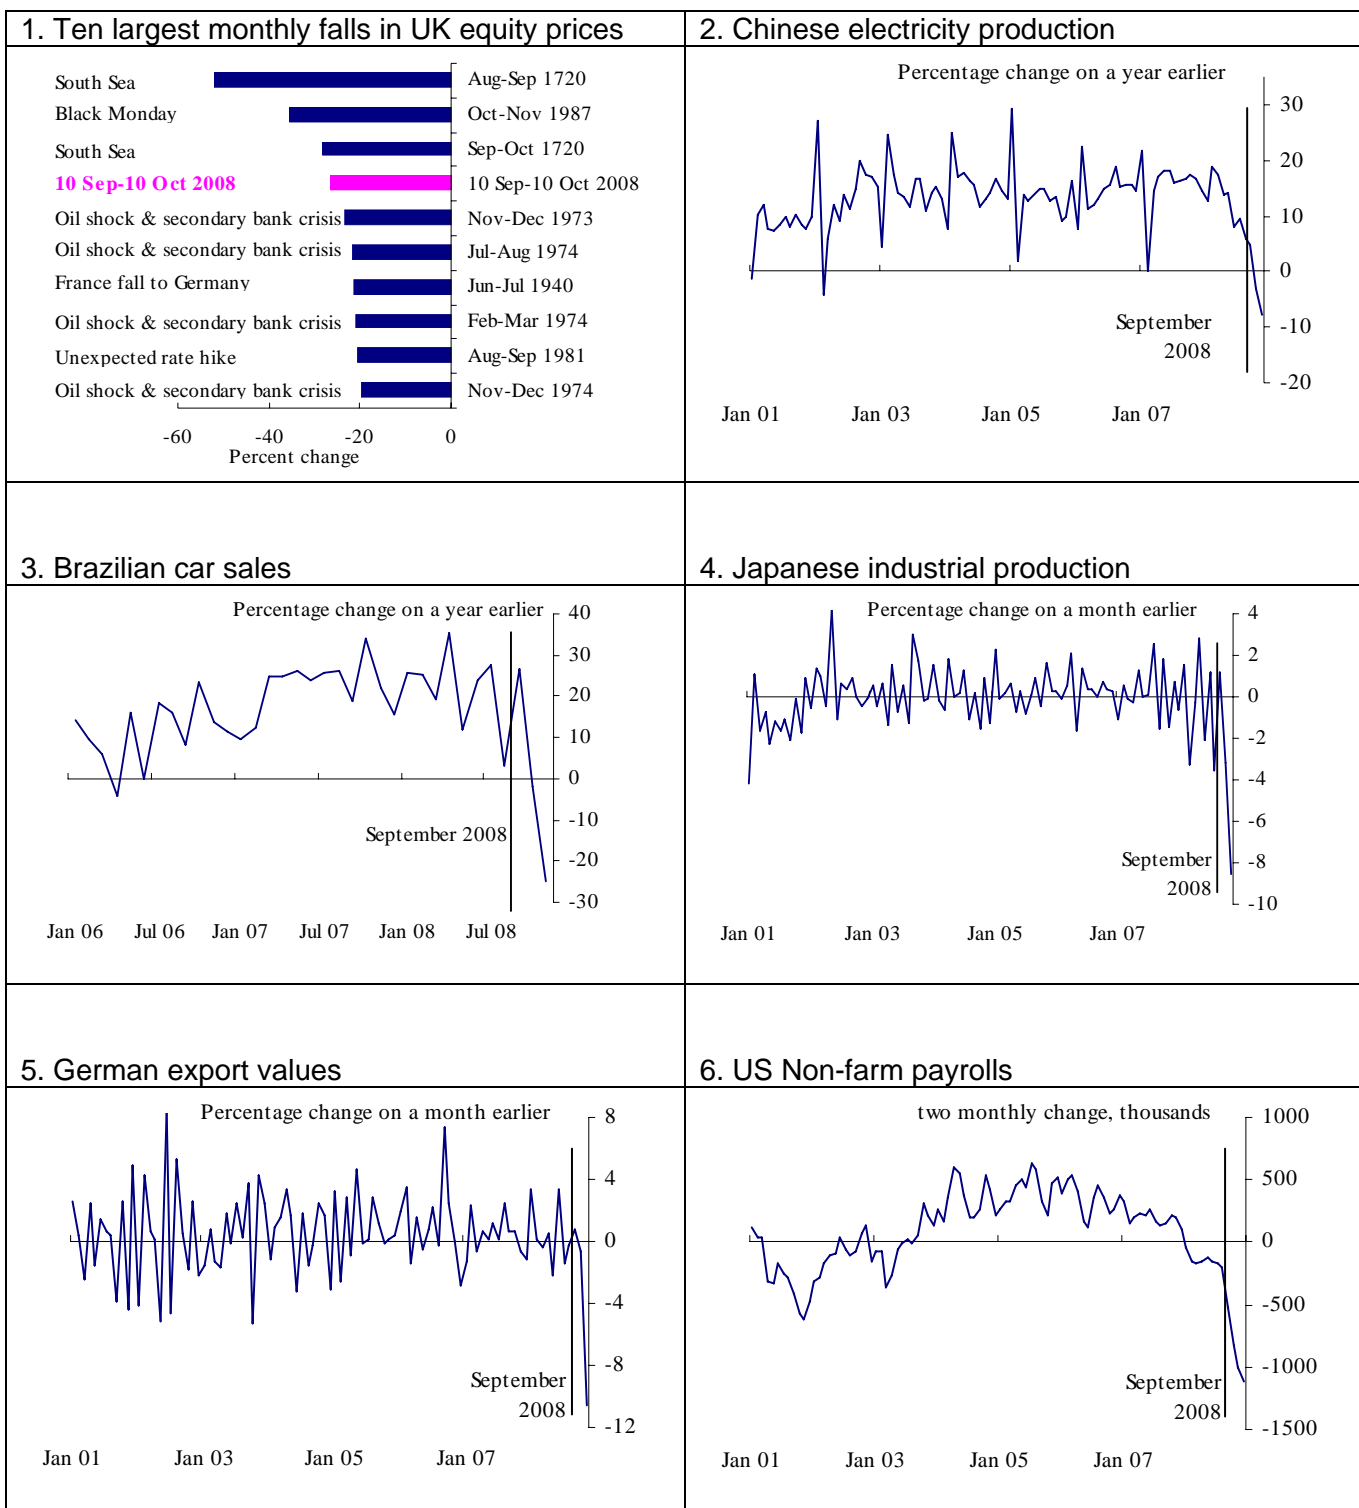 1. Ten largest monthly falls in UK equity prices
South Sea Aug-Sep 1720
Black Monday Oct-Nov 1987
South Sea Sep-Oct 1720
10 Sep-10 Oct 2008 10 Sep-10 Oct 2008
Oil shock & secondary bank crisis Nov-Dec 1973
Oil shock & secondary bank crisis Jul-Aug 1974
France fall to Germany Jun-Jul 1940
Oil shock & secondary bank crisis Feb-Mar 1974
Unexpected rate hike Aug-Sep 1981
Oil shock & secondary bank crisis Nov-Dec 1974
-60 -40 -20 0
Percent change
2. Chinese electricity production
Percentage change on a year earlier
30
20
10
0
-10
-20
September
2008
Jan 01 Jan 03 Jan 05 Jan 07
3. Brazilian car sales
Percentage change on a year earlier
40
30
20
10
0
-10
-20
-30
September 2008
Jan 06 Jul 06 Jan 07 Jul 07 Jan 08 Jul 08
4. Japanese industrial production
Percentage change on a month earlier
4
2
0
-2
-4
-6
-8
-10
September
2008
Jan 01 Jan 03 Jan 05 Jan 07
5. German export values
Percentage change on a month earlier
8
4
0
-4
-8
-12
September
2008
Jan 01 Jan 03 Jan 05 Jan 07
6. US Non-farm payrolls
two monthly change, thousands
1000
500
0
-500
-1000
-1500
September
2008
Jan 01 Jan 03 Jan 05 Jan 07